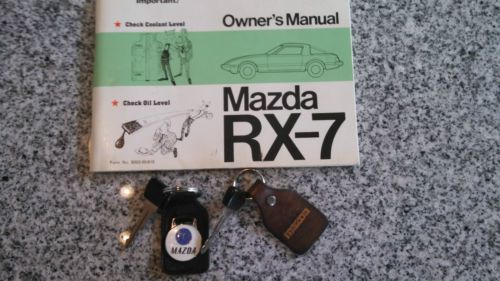 Important:
Owner's Manual
★ Check Coolant Level
★ Check Oil Level
Mazda
RX-7
MAZDA